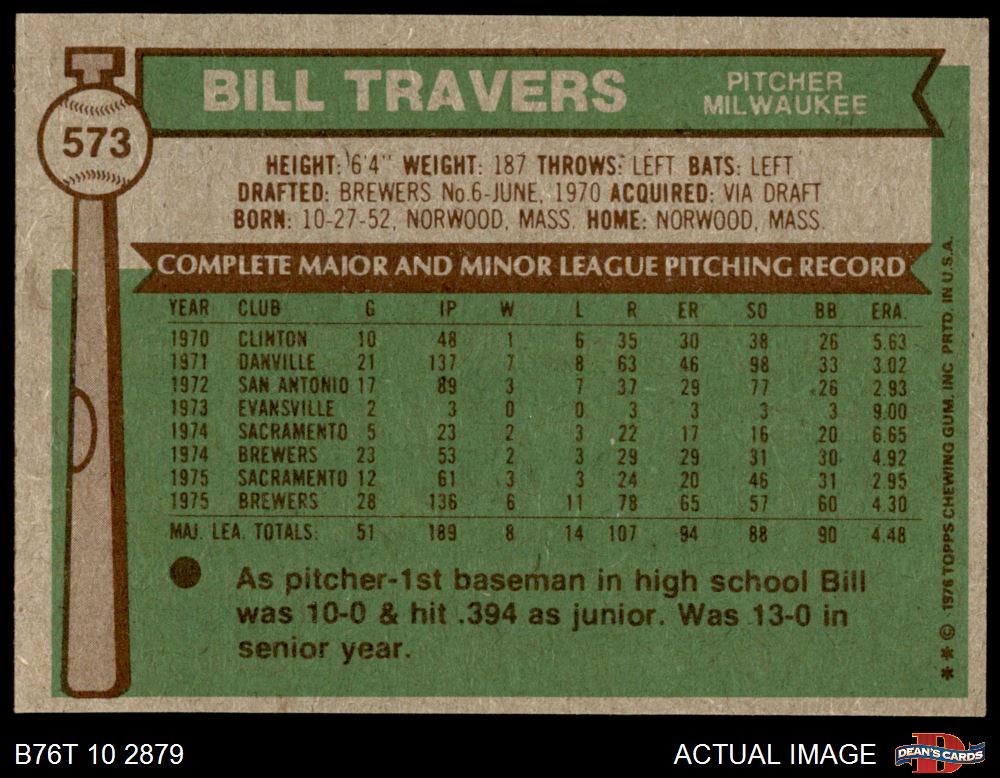 BILL TRAVERS
PITCHER
MILWAUKEE
573
HEIGHT: 6'4" WEIGHT: 187 THROWS: LEFT BATS: LEFT
DRAFTED: BREWERS No.6-JUNE, 1970 ACQUIRED: VIA DRAFT
BORN: 10-27-52, NORWOOD, MASS. HOME: NORWOOD, MASS.
COMPLETE MAJOR AND MINOR LEAGUE PITCHING RECORD
YEAR CLUB G IP W L R ER SO BB ERA.
1970 CLINTON 10 48 1 6 35 30 38 26 5.63
1971 DANVILLE 21 137 7 8 63 46 98 33 3.02
1972 SAN ANTONIO 17 89 3 7 37 29 77 26 2.93
1973 EVANSVILLE 2 3 0 0 3 3 3 3 9.00
1974 SACRAMENTO 5 23 2 3 22 17 16 20 6.65
1974 BREWERS 23 53 2 3 29 29 31 30 4.92
1975 SACRAMENTO 12 61 3 3 24 20 46 31 2.95
1975 BREWERS 28 136 6 11 78 65 57 60 4.30
MAJ. LEA. TOTALS: 51 189 8 14 107 94 88 90 4.48
As pitcher-1st baseman in high school Bill
was 10-0 & hit .394 as junior. Was 13-0 in
senior year.
** © 1976 TOPPS CHEWING GUM, INC PRTD. IN U.S.A.
B76T 10 2879
ACTUAL IMAGE
DEAN'S CARDS